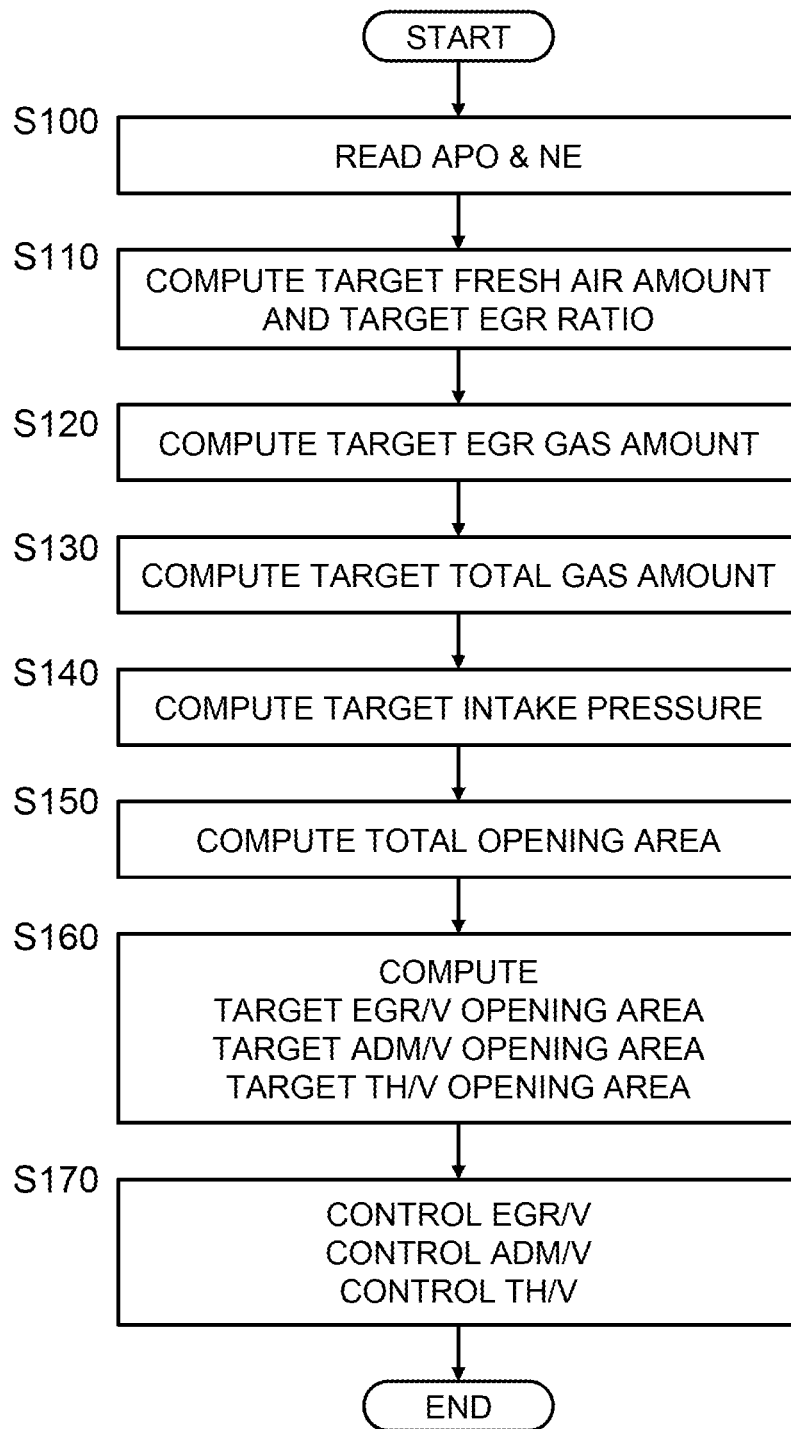 START
S100
READ APO & NE
S110
COMPUTE TARGET FRESH AIR AMOUNT
AND TARGET EGR RATIO
S120
COMPUTE TARGET EGR GAS AMOUNT
S130
COMPUTE TARGET TOTAL GAS AMOUNT
S140
COMPUTE TARGET INTAKE PRESSURE
S150
COMPUTE TOTAL OPENING AREA
S160
COMPUTE
TARGET EGR/V OPENING AREA
TARGET ADM/V OPENING AREA
TARGET TH/V OPENING AREA
S170
CONTROL EGR/V
CONTROL ADM/V
CONTROL TH/V
END